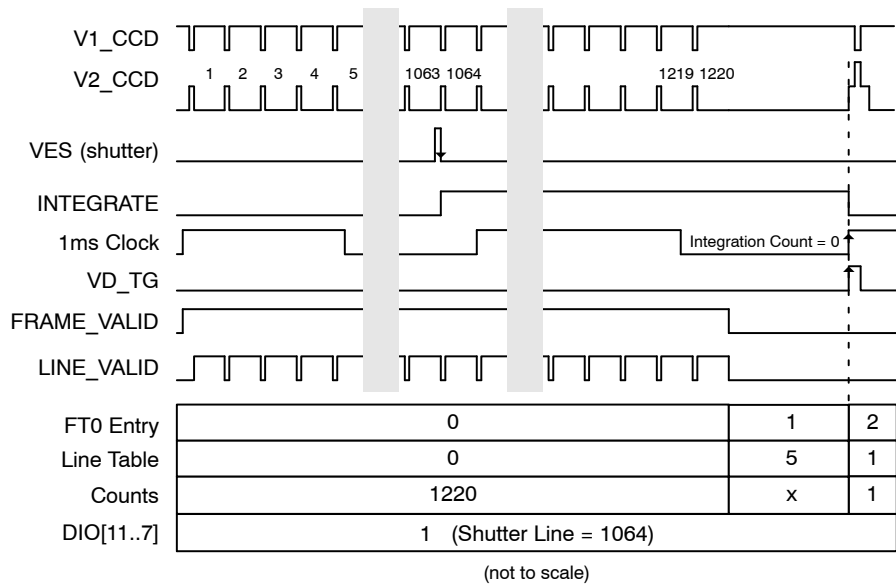 V1_CCD
V2_CCD
1 2 3 4 5 1063 1064 1219 1220
VES (shutter)
INTEGRATE
1ms Clock
Integration Count = 0
VD_TG
FRAME_VALID
LINE_VALID
FT0 Entry 0 1 2
Line Table 0 5 1
Counts 1220 x 1
DIO[11..7] 1 (Shutter Line = 1064)
(not to scale)